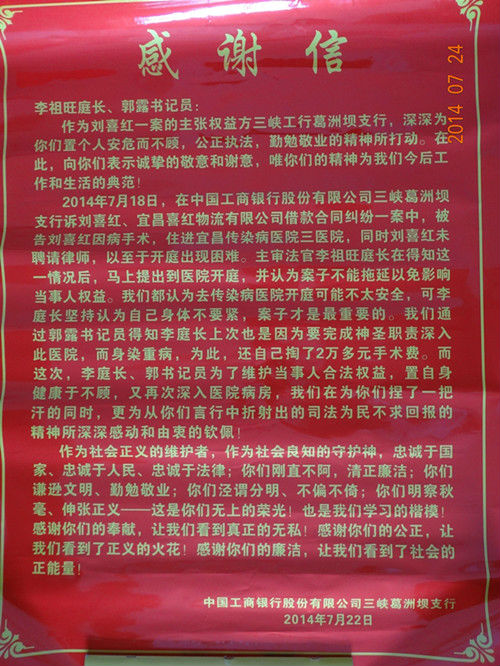 感谢信
2014 07 24
李祖旺庭长、郭露书记员：
作为刘喜红一案的主张权益方三峡工行葛洲坝支行，深深为
你们置个人安危而不顾，公正执法，勤勉敬业的精神所打动。在
此，向你们表示诚挚的敬意和谢意，唯你们的精神为我们今后工
作和生活的典范！
2014年7月18日，在中国工商银行股份有限公司三峡葛洲坝
支行诉刘喜红、宜昌喜红物流有限公司借款合同纠纷一案中，被
告刘喜红因病手术，住进宜昌传染病医院三医院，同时刘喜红未
聘请律师，以至于开庭出现困难。主审法官李祖旺庭长在得知这
一情况后，马上提出到医院开庭，并认为案子不能拖延以免影响
当事人权益。我们都认为去传染病医院开庭可能不太安全，可李
庭长坚持认为自己身体不要紧，案子才是最重要的。我们通
过郭露书记员得知李庭长上次也是因为要完成神圣职责深入
此医院，而身染重病，为此，还自己掏了2万多元手术费。而
这次，李庭长、郭书记员为了维护当事人合法权益，置自身
健康于不顾，又再次深入医院病房，我们在为你们捏了一把
汗的同时，更为从你们言行中折射出的司法为民不求回报的
精神所深深感动和由衷的钦佩！
作为社会正义的维护者，作为社会良知的守护神，忠诚于国
家、忠诚于人民、忠诚于法律；你们刚直不阿，清正廉洁；你们
谦逊文明、勤勉敬业；你们泾谓分明、不偏不倚；你们明察秋
毫、伸张正义——这是你们无上的荣光！也是我们学习的楷模！
感谢你们的奉献，让我们看到真正的无私！感谢你们的公正，让
我们看到了正义的火花！感谢你们的廉洁，让我们看到了社会的
正能量！
中国工商银行股份有限公司三峡葛洲坝支行
2014年7月22日